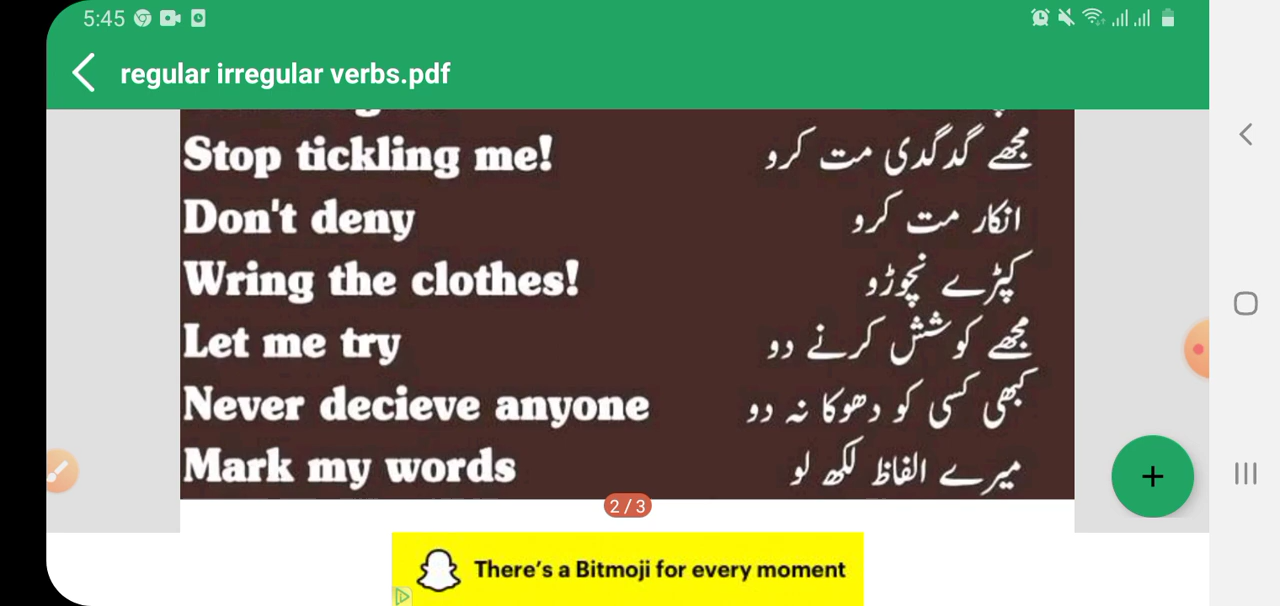 5:45
regular irregular verbs.pdf
Stop tickling me! مجھے گدگدی مت کرو
Don't deny انکار مت کرو
Wring the clothes! کپڑے نچوڑو
Let me try مجھے کوشش کرنے دو
Never decieve anyone کبھی کسی کو دھوکا نہ دو
Mark my words میرے الفاظ لکھ لو
2 / 3
+
There's a Bitmoji for every moment